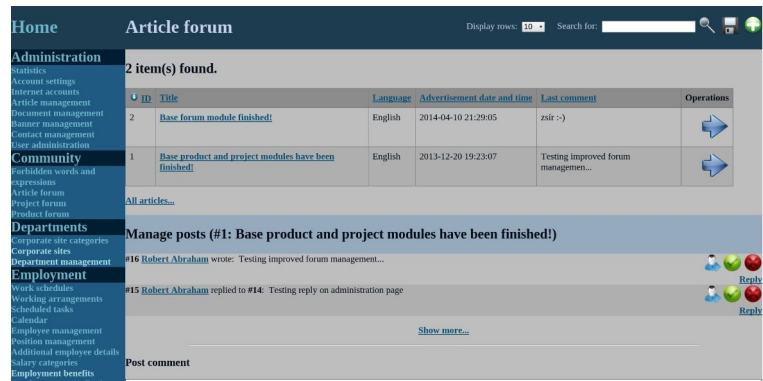 Home
Article forum
Display rows: 10
Search for:
Administration
Statistics
Account settings
Internet accounts
Article management
Document management
Banner management
Contact management
User administration
Community
Forbidden words and
expressions
Article forum
Project forum
Product forum
Departments
Corporate site categories
Corporate sites
Department management
Employment
Work schedules
Working arrangements
Scheduled tasks
Calendar
Employee management
Position management
Additional employee details
Salary categories
Employment benefits
2 item(s) found.
ID Title Language Advertisement date and time Last comment Operations
2 Base forum module finished! English 2014-04-10 21:29:05 zsir :-)
1 Base product and project modules have been English 2013-12-20 19:23:07 Testing improved forum
finished! managemen...
All articles...
Manage posts (#1: Base product and project modules have been finished!)
#16 Robert Abraham wrote: Testing improved forum management...
Reply
#15 Robert Abraham replied to #14: Testing reply on administration page
Reply
Show more...
Post comment